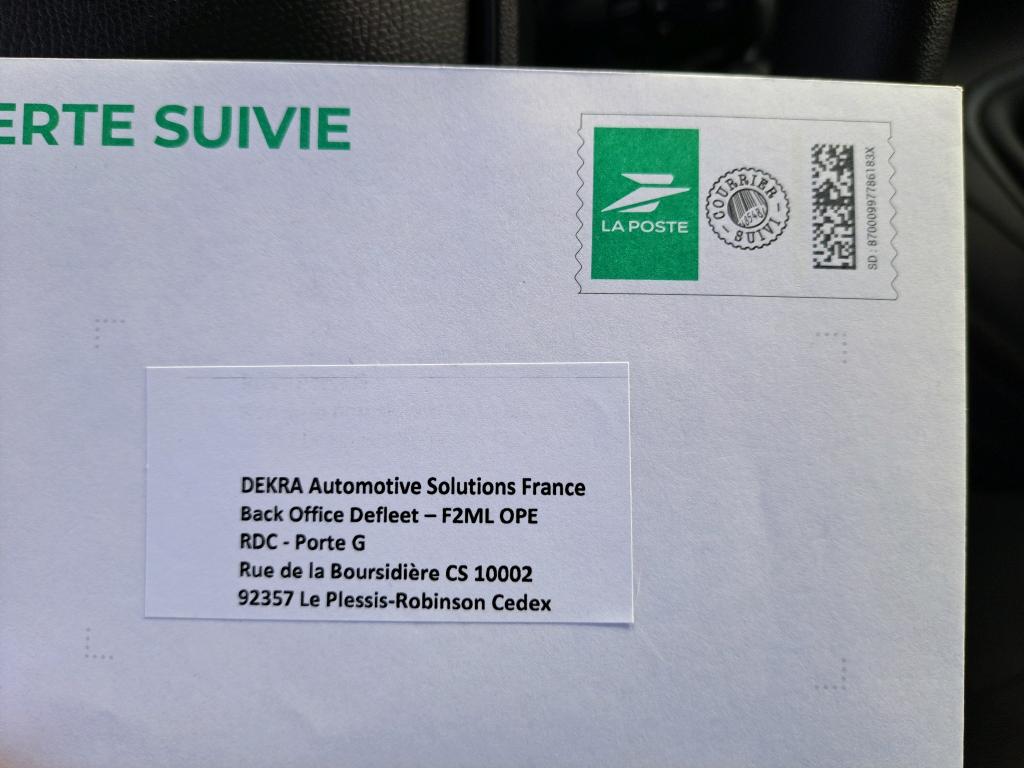 ERTE SUIVIE
LA POSTE
COURRIER
SUIVI
SD : 87000997786183X
DEKRA Automotive Solutions France
Back Office Defleet – F2ML OPE
RDC - Porte G
Rue de la Boursidière CS 10002
92357 Le Plessis-Robinson Cedex